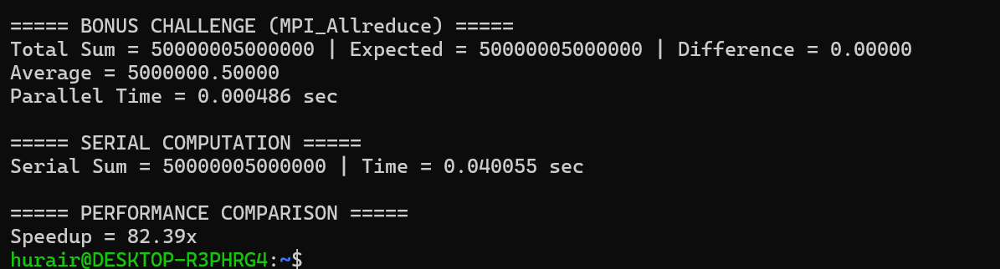 ===== BONUS CHALLENGE (MPI_Allreduce) =====
Total Sum = 50000005000000 | Expected = 50000005000000 | Difference = 0.00000
Average = 5000000.50000
Parallel Time = 0.000486 sec
===== SERIAL COMPUTATION =====
Serial Sum = 50000005000000 | Time = 0.040055 sec
===== PERFORMANCE COMPARISON =====
Speedup = 82.39x
hurair@DESKTOP-R3PHRG4:~$